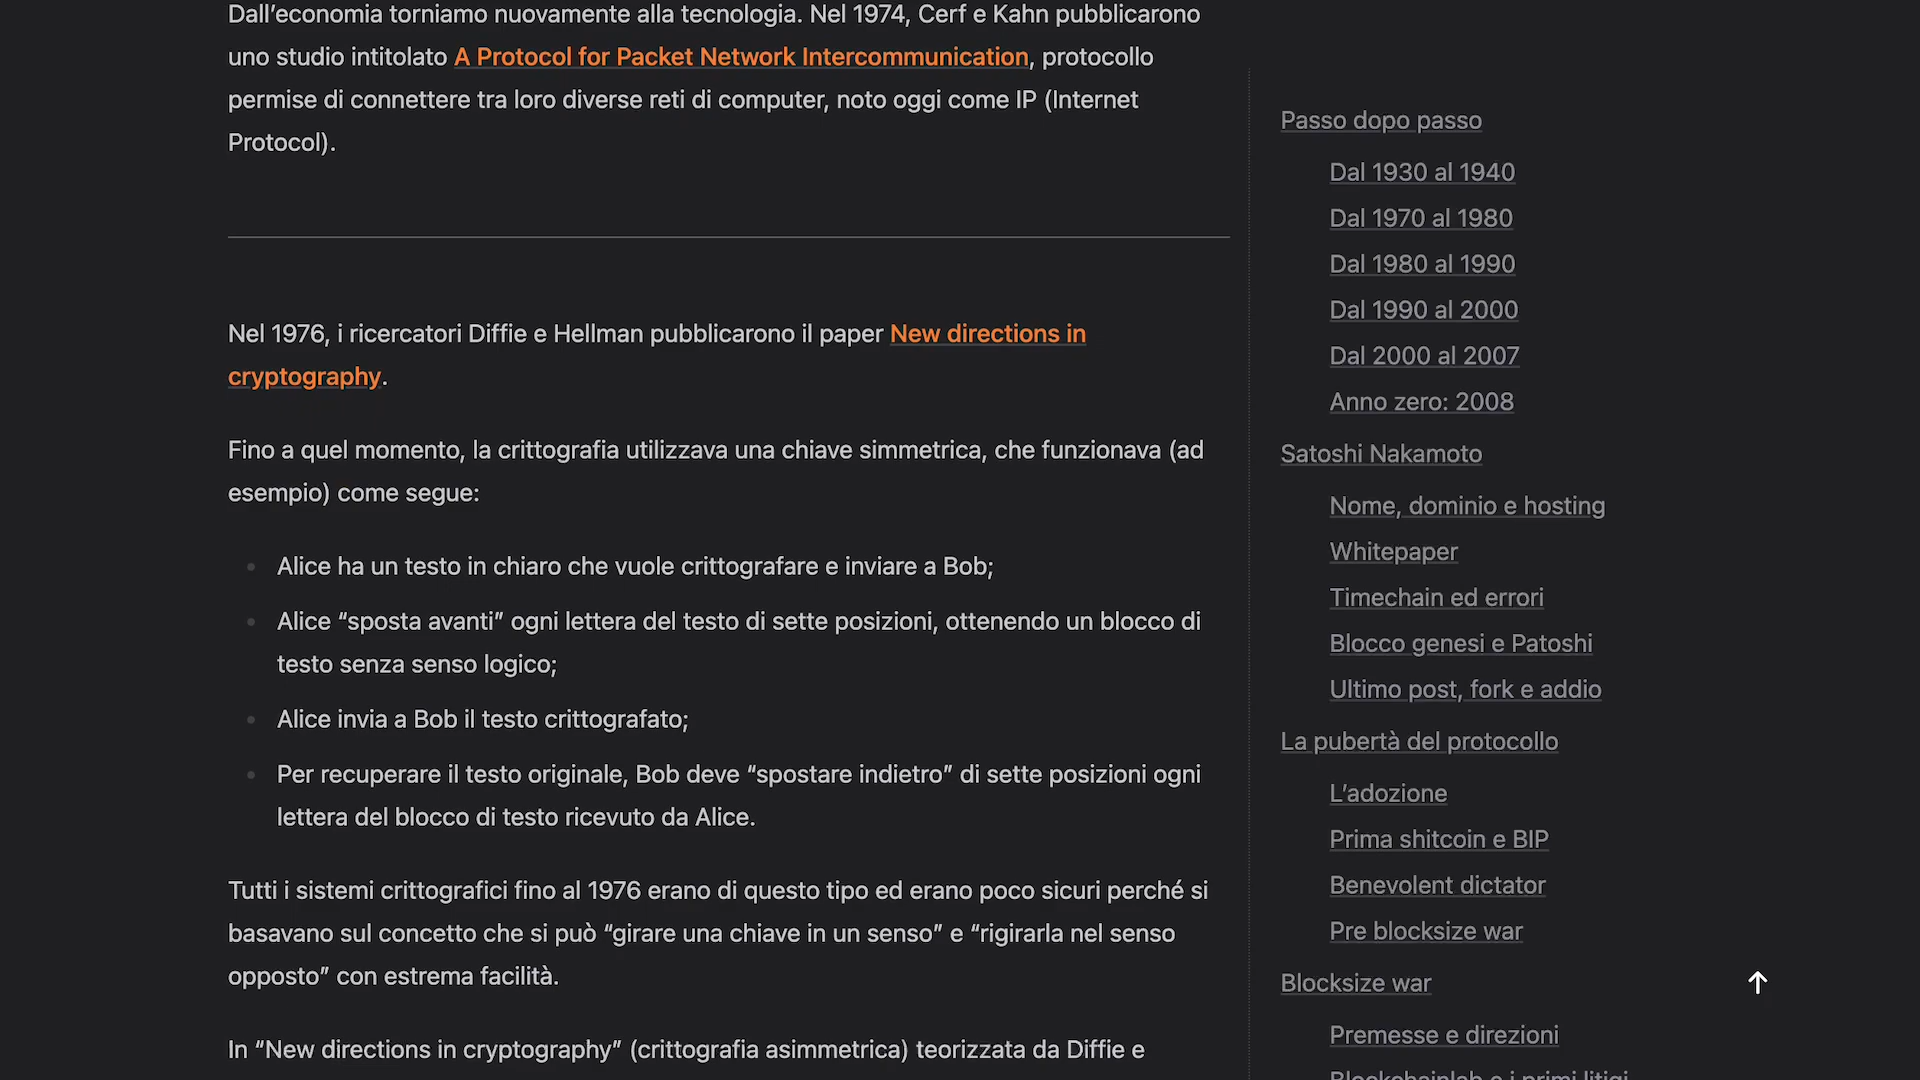 Dall’economia torniamo nuovamente alla tecnologia. Nel 1974, Cerf e Kahn pubblicarono
uno studio intitolato A Protocol for Packet Network Intercommunication, protocollo
permise di connettere tra loro diverse reti di computer, noto oggi come IP (Internet
Protocol).
Nel 1976, i ricercatori Diffie e Hellman pubblicarono il paper New directions in
cryptography.
Fino a quel momento, la crittografia utilizzava una chiave simmetrica, che funzionava (ad
esempio) come segue:
Alice ha un testo in chiaro che vuole crittografare e inviare a Bob;
Alice “sposta avanti” ogni lettera del testo di sette posizioni, ottenendo un blocco di
testo senza senso logico;
Alice invia a Bob il testo crittografato;
Per recuperare il testo originale, Bob deve “spostare indietro” di sette posizioni ogni
lettera del blocco di testo ricevuto da Alice.
Tutti i sistemi crittografici fino al 1976 erano di questo tipo ed erano poco sicuri perché si
basavano sul concetto che si può “girare una chiave in un senso” e “rigirarla nel senso
opposto” con estrema facilità.
In “New directions in cryptography” (crittografia asimmetrica) teorizzata da Diffie e
Passo dopo passo
Dal 1930 al 1940
Dal 1970 al 1980
Dal 1980 al 1990
Dal 1990 al 2000
Dal 2000 al 2007
Anno zero: 2008
Satoshi Nakamoto
Nome, dominio e hosting
Whitepaper
Timechain ed errori
Blocco genesi e Patoshi
Ultimo post, fork e addio
La pubertà del protocollo
L’adozione
Prima shitcoin e BIP
Benevolent dictator
Pre blocksize war
Blocksize war
Premesse e direzioni
Blockchainlab e i primi litigi